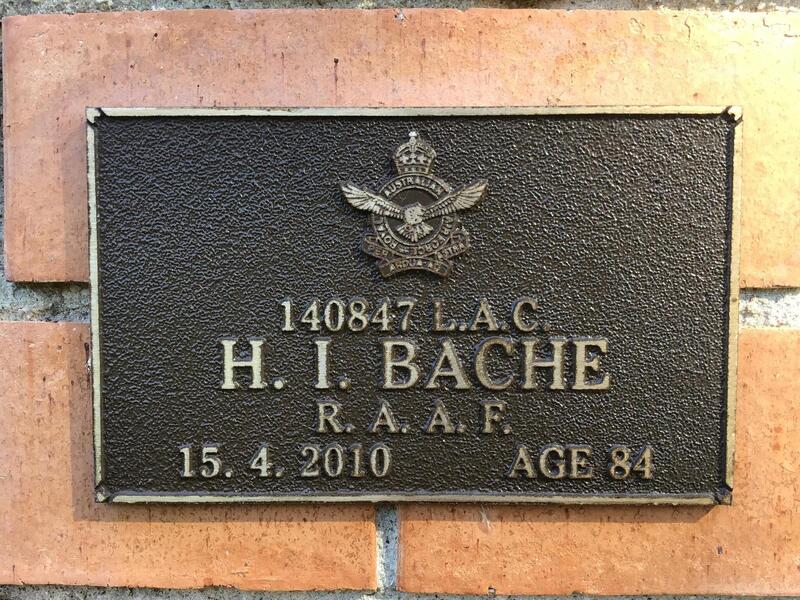 AUSTRALIAN
140847 L.A.C.
H. I. BACHE
R. A. A. F.
15. 4. 2010 AGE 84